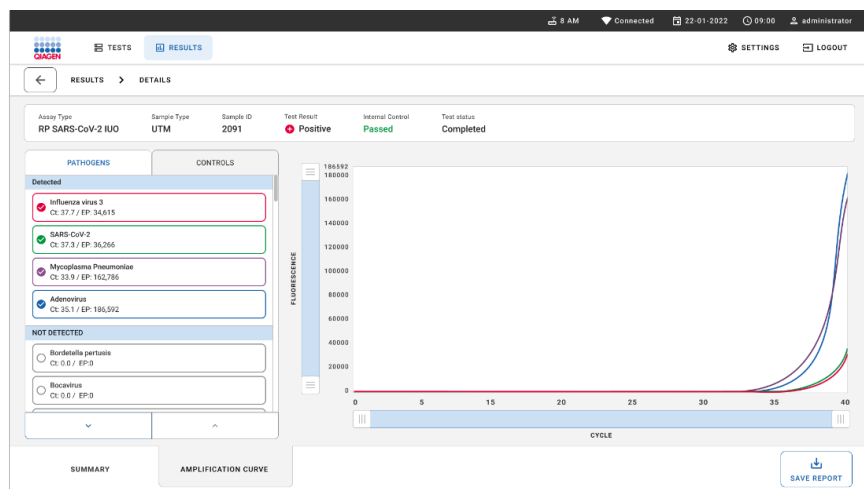 8 AM Connected 22-01-2022 09:00 administrator
QIAGEN TESTS RESULTS SETTINGS LOGOUT
RESULTS DETAILS
Assay Type Sample Type Sample ID Test Result Internal Control Test status
RP SARS-CoV-2 IUO UTM 2091 Positive Passed Completed
PATHOGENS CONTROLS
Detected
Influenza virus 3
Ct: 37.7 / EP: 34,615
SARS-CoV-2
Ct: 37.3 / EP: 36,266
Mycoplasma Pneumoniae
Ct: 33.9 / EP: 162,786
Adenovirus
Ct: 35.1 / EP: 186,592
NOT DETECTED
Bordetella pertusis
Ct: 0.0 / EP:0
Bocavirus
Ct: 0.0 / EP:0
FLUORESCENCE
186592
180000
160000
140000
120000
100000
80000
60000
40000
20000
0
0 5 15 20 25 30 35 40
CYCLE
SUMMARY AMPLIFICATION CURVE SAVE REPORT